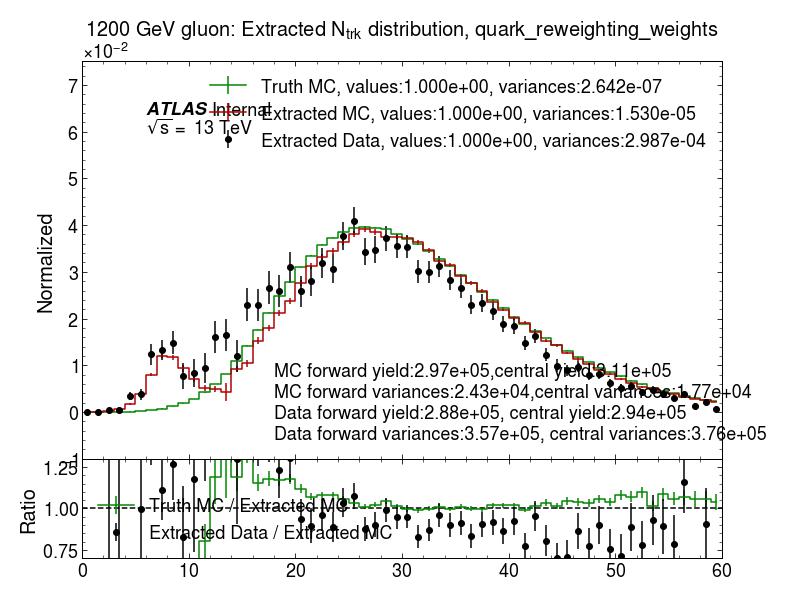 1200 GeV gluon: Extracted Ntrk distribution, quark_reweighting_weights
×10−2
Truth MC, values:1.000e+00, variances:2.642e-07
ATLAS Internal
Extracted MC, values:1.000e+00, variances:1.530e-05
√s = 13 TeV
Extracted Data, values:1.000e+00, variances:2.987e-04
7
6
5
4
3
2
1
0
1
Normalized
MC forward yield:2.97e+05,central yield:3.11e+05
MC forward variances:2.43e+04,central variances:1.77e+04
Data forward yield:2.88e+05, central yield:2.94e+05
Data forward variances:3.57e+05, central variances:3.76e+05
1.25
1.00
0.75
Ratio
Truth MC / Extracted MC
Extracted Data / Extracted MC
0 10 20 30 40 50 60